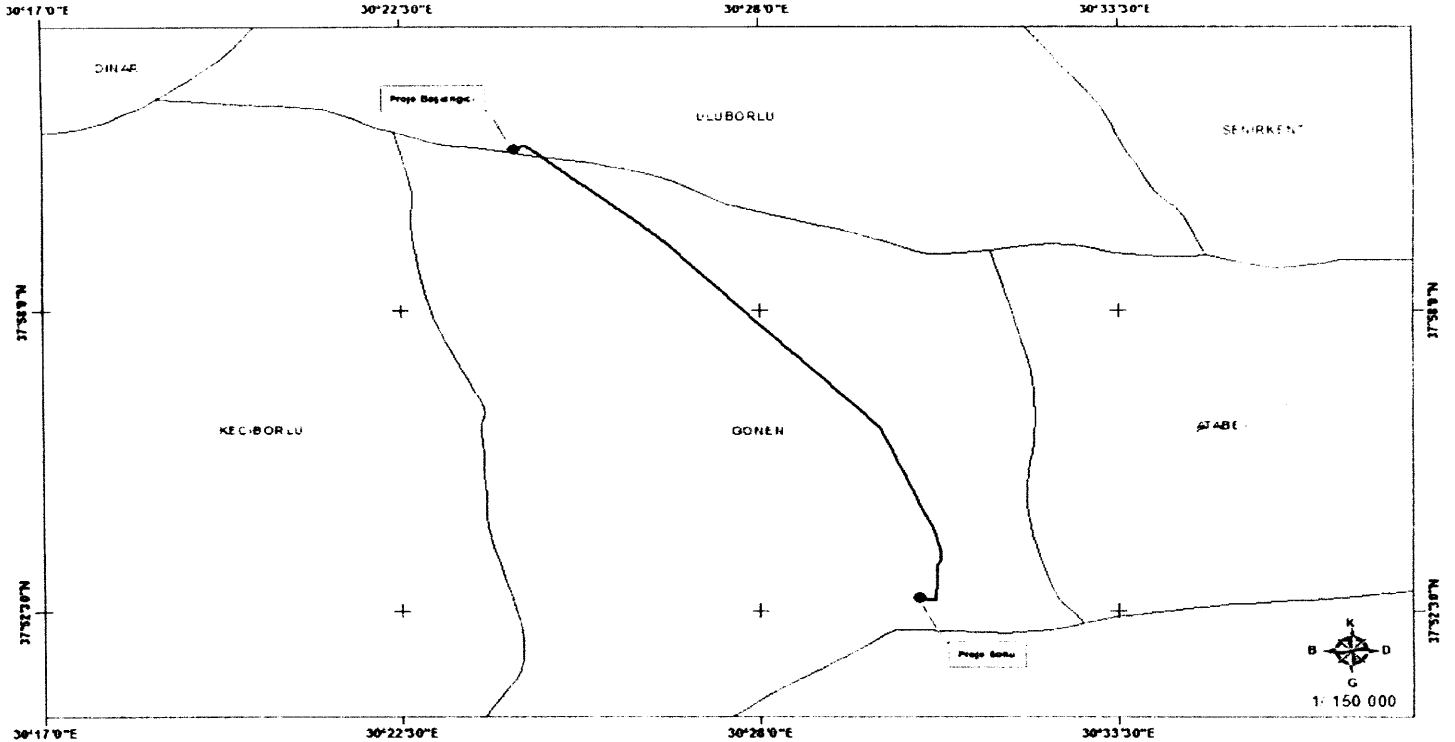 30°17'0"E 30°22'30"E 30°28'0"E 30°33'30"E
DINAR
Proje Başlangıcı
ULUBORLU
SENIRKENT
37°58'0"N 37°58'0"N
KECIBORLU
GONEN
37°52'30"N 37°52'30"N
Proje Sonu
K
B D
G
1: 150 000
30°17'0"E 30°22'30"E 30°28'0"E 30°33'30"E